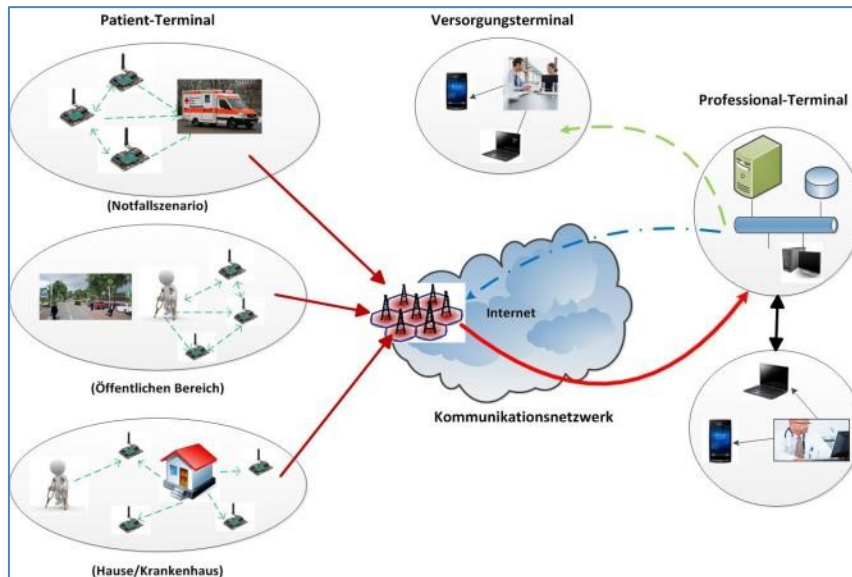 Patient-Terminal
Versorgungsterminal
Professional-Terminal
(Notfallszenario)
Internet
(Öffentlichen Bereich)
Kommunikationsnetzwerk
(Hause/Krankenhaus)